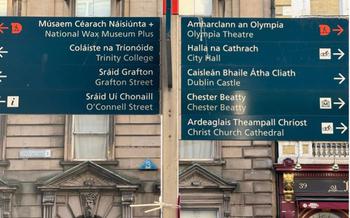 Músaem Céarach Náisiúnta +
National Wax Museum Plus
Coláiste na Tríonóide
Trinity College
Sráid Grafton
Grafton Street
Sráid Uí Chonaill
O'Connell Street
Amharclann an Olympia
Olympia Theatre
Halla na Cathrach
City Hall
Caisleán Bhaile Átha Cliath
Dublin Castle
Chester Beatty
Chester Beatty
Ardeaglais Theampall Chríost
Christ Church Cathedral
39